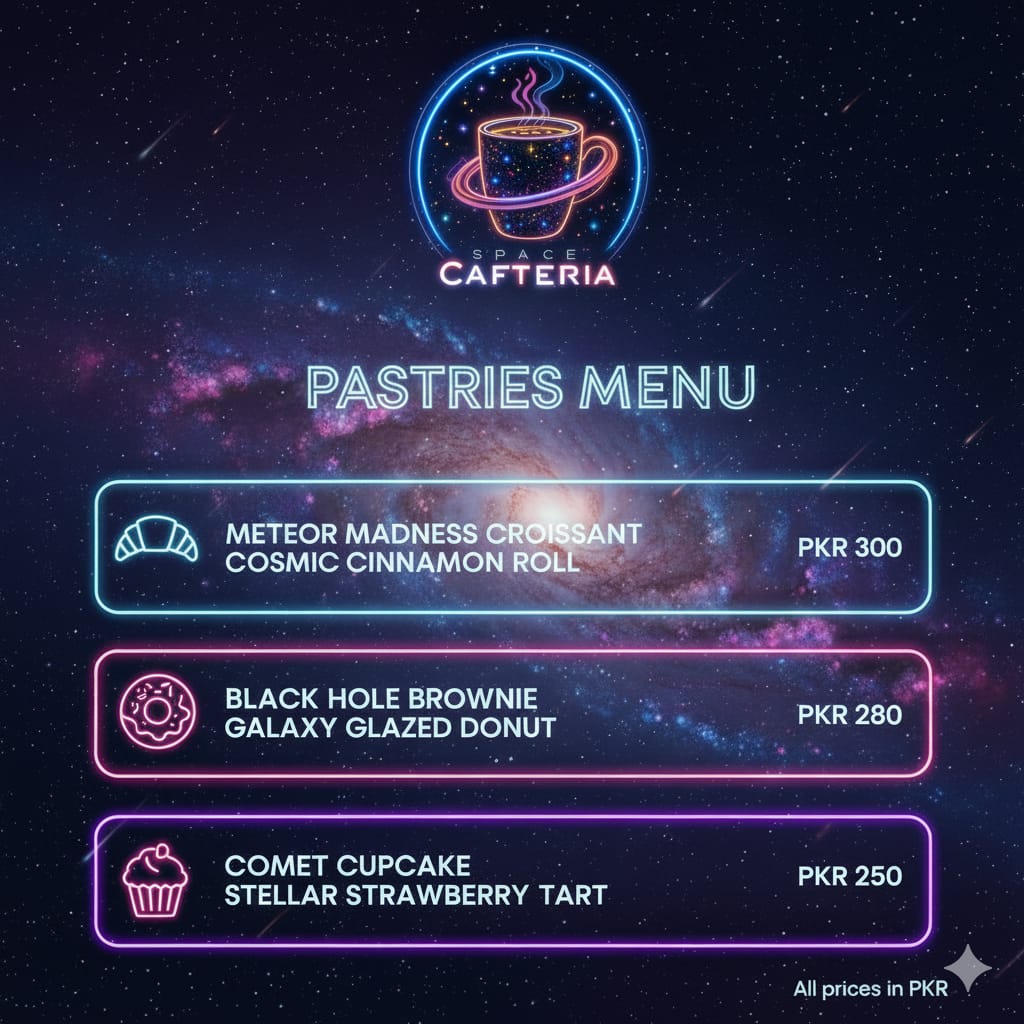 SPACE
CAFTERIA
PASTRIES MENU
METEOR MADNESS CROISSANT
COSMIC CINNAMON ROLL
PKR 300
BLACK HOLE BROWNIE
GALAXY GLAZED DONUT
PKR 280
COMET CUPCAKE
STELLAR STRAWBERRY TART
PKR 250
All prices in PKR